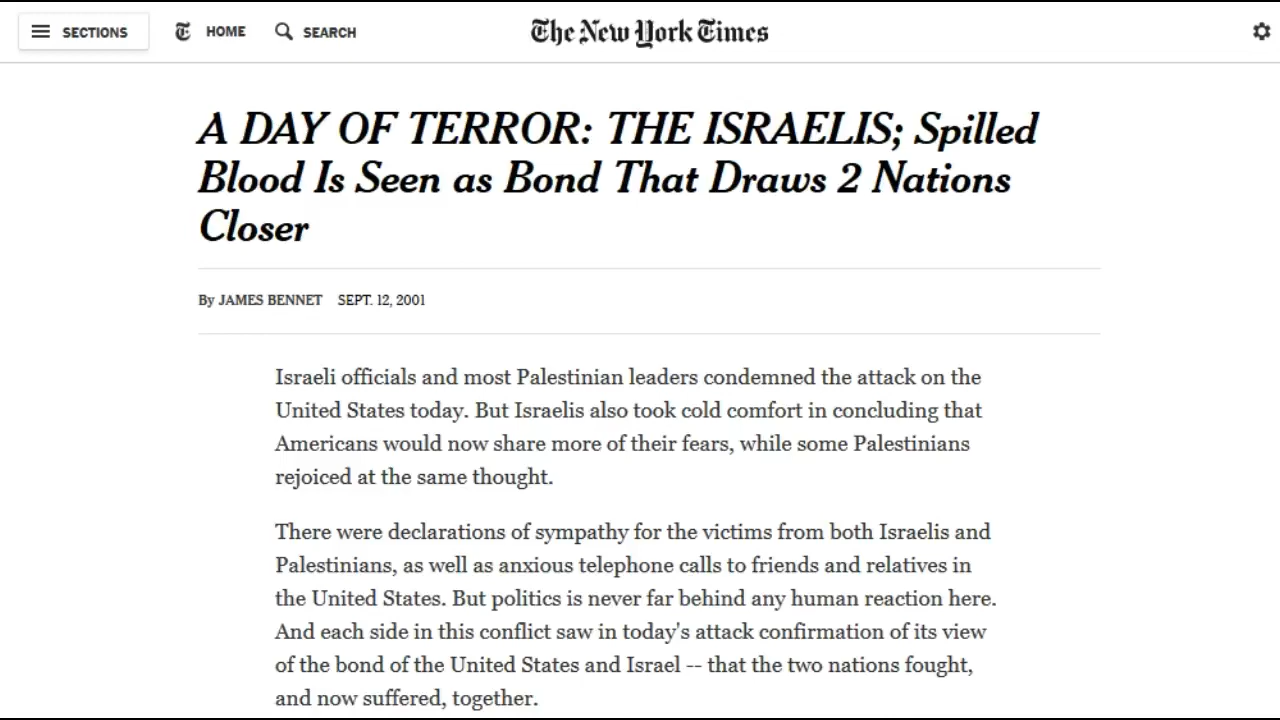 SECTIONS HOME SEARCH The New York Times
A DAY OF TERROR: THE ISRAELIS; Spilled
Blood Is Seen as Bond That Draws 2 Nations
Closer
By JAMES BENNET SEPT. 12, 2001
Israeli officials and most Palestinian leaders condemned the attack on the
United States today. But Israelis also took cold comfort in concluding that
Americans would now share more of their fears, while some Palestinians
rejoiced at the same thought.
There were declarations of sympathy for the victims from both Israelis and
Palestinians, as well as anxious telephone calls to friends and relatives in
the United States. But politics is never far behind any human reaction here.
And each side in this conflict saw in today's attack confirmation of its view
of the bond of the United States and Israel -- that the two nations fought,
and now suffered, together.